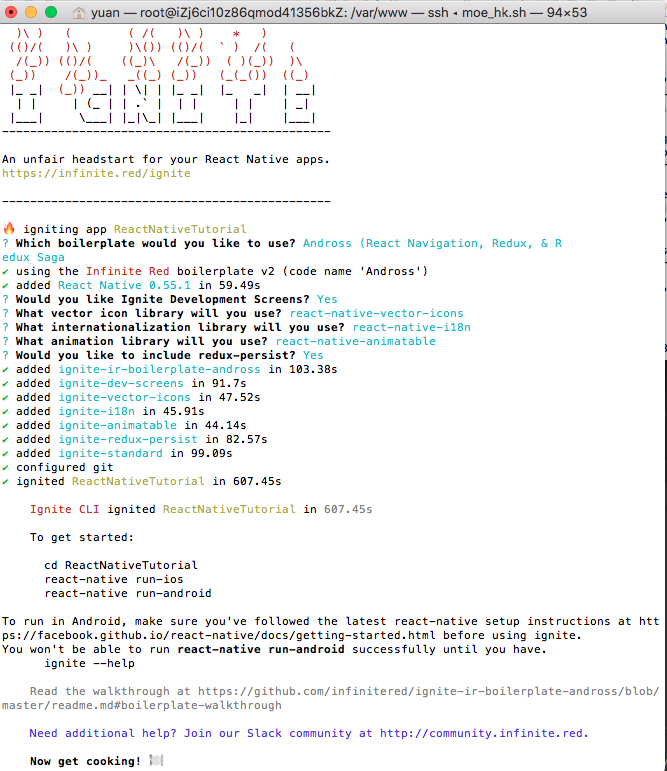 yuan — root@iZj6ci10z86qmod41356bkZ: /var/www — ssh ◂ moe_hk.sh — 94×53
An unfair headstart for your React Native apps.
https://infinite.red/ignite
-----------------------------------------------
🔥 igniting app ReactNativeTutorial
? Which boilerplate would you like to use? Andross (React Navigation, Redux, & R
edux Saga
✔ using the Infinite Red boilerplate v2 (code name 'Andross')
✔ added React Native 0.55.1 in 59.49s
? Would you like Ignite Development Screens? Yes
? What vector icon library will you use? react-native-vector-icons
? What internationalization library will you use? react-native-i18n
? What animation library will you use? react-native-animatable
? Would you like to include redux-persist? Yes
✔ added ignite-ir-boilerplate-andross in 103.38s
✔ added ignite-dev-screens in 91.7s
✔ added ignite-vector-icons in 47.52s
✔ added ignite-i18n in 45.91s
✔ added ignite-animatable in 44.14s
✔ added ignite-redux-persist in 82.57s
✔ added ignite-standard in 99.09s
✔ configured git
✔ ignited ReactNativeTutorial in 607.45s
Ignite CLI ignited ReactNativeTutorial in 607.45s
To get started:
cd ReactNativeTutorial
react-native run-ios
react-native run-android
To run in Android, make sure you've followed the latest react-native setup instructions at htt
ps://facebook.github.io/react-native/docs/getting-started.html before using ignite.
You won't be able to run react-native run-android successfully until you have.
ignite --help
Read the walkthrough at https://github.com/infinitered/ignite-ir-boilerplate-andross/blob/
master/readme.md#boilerplate-walkthrough
Need additional help? Join our Slack community at http://community.infinite.red.
Now get cooking! 🍽